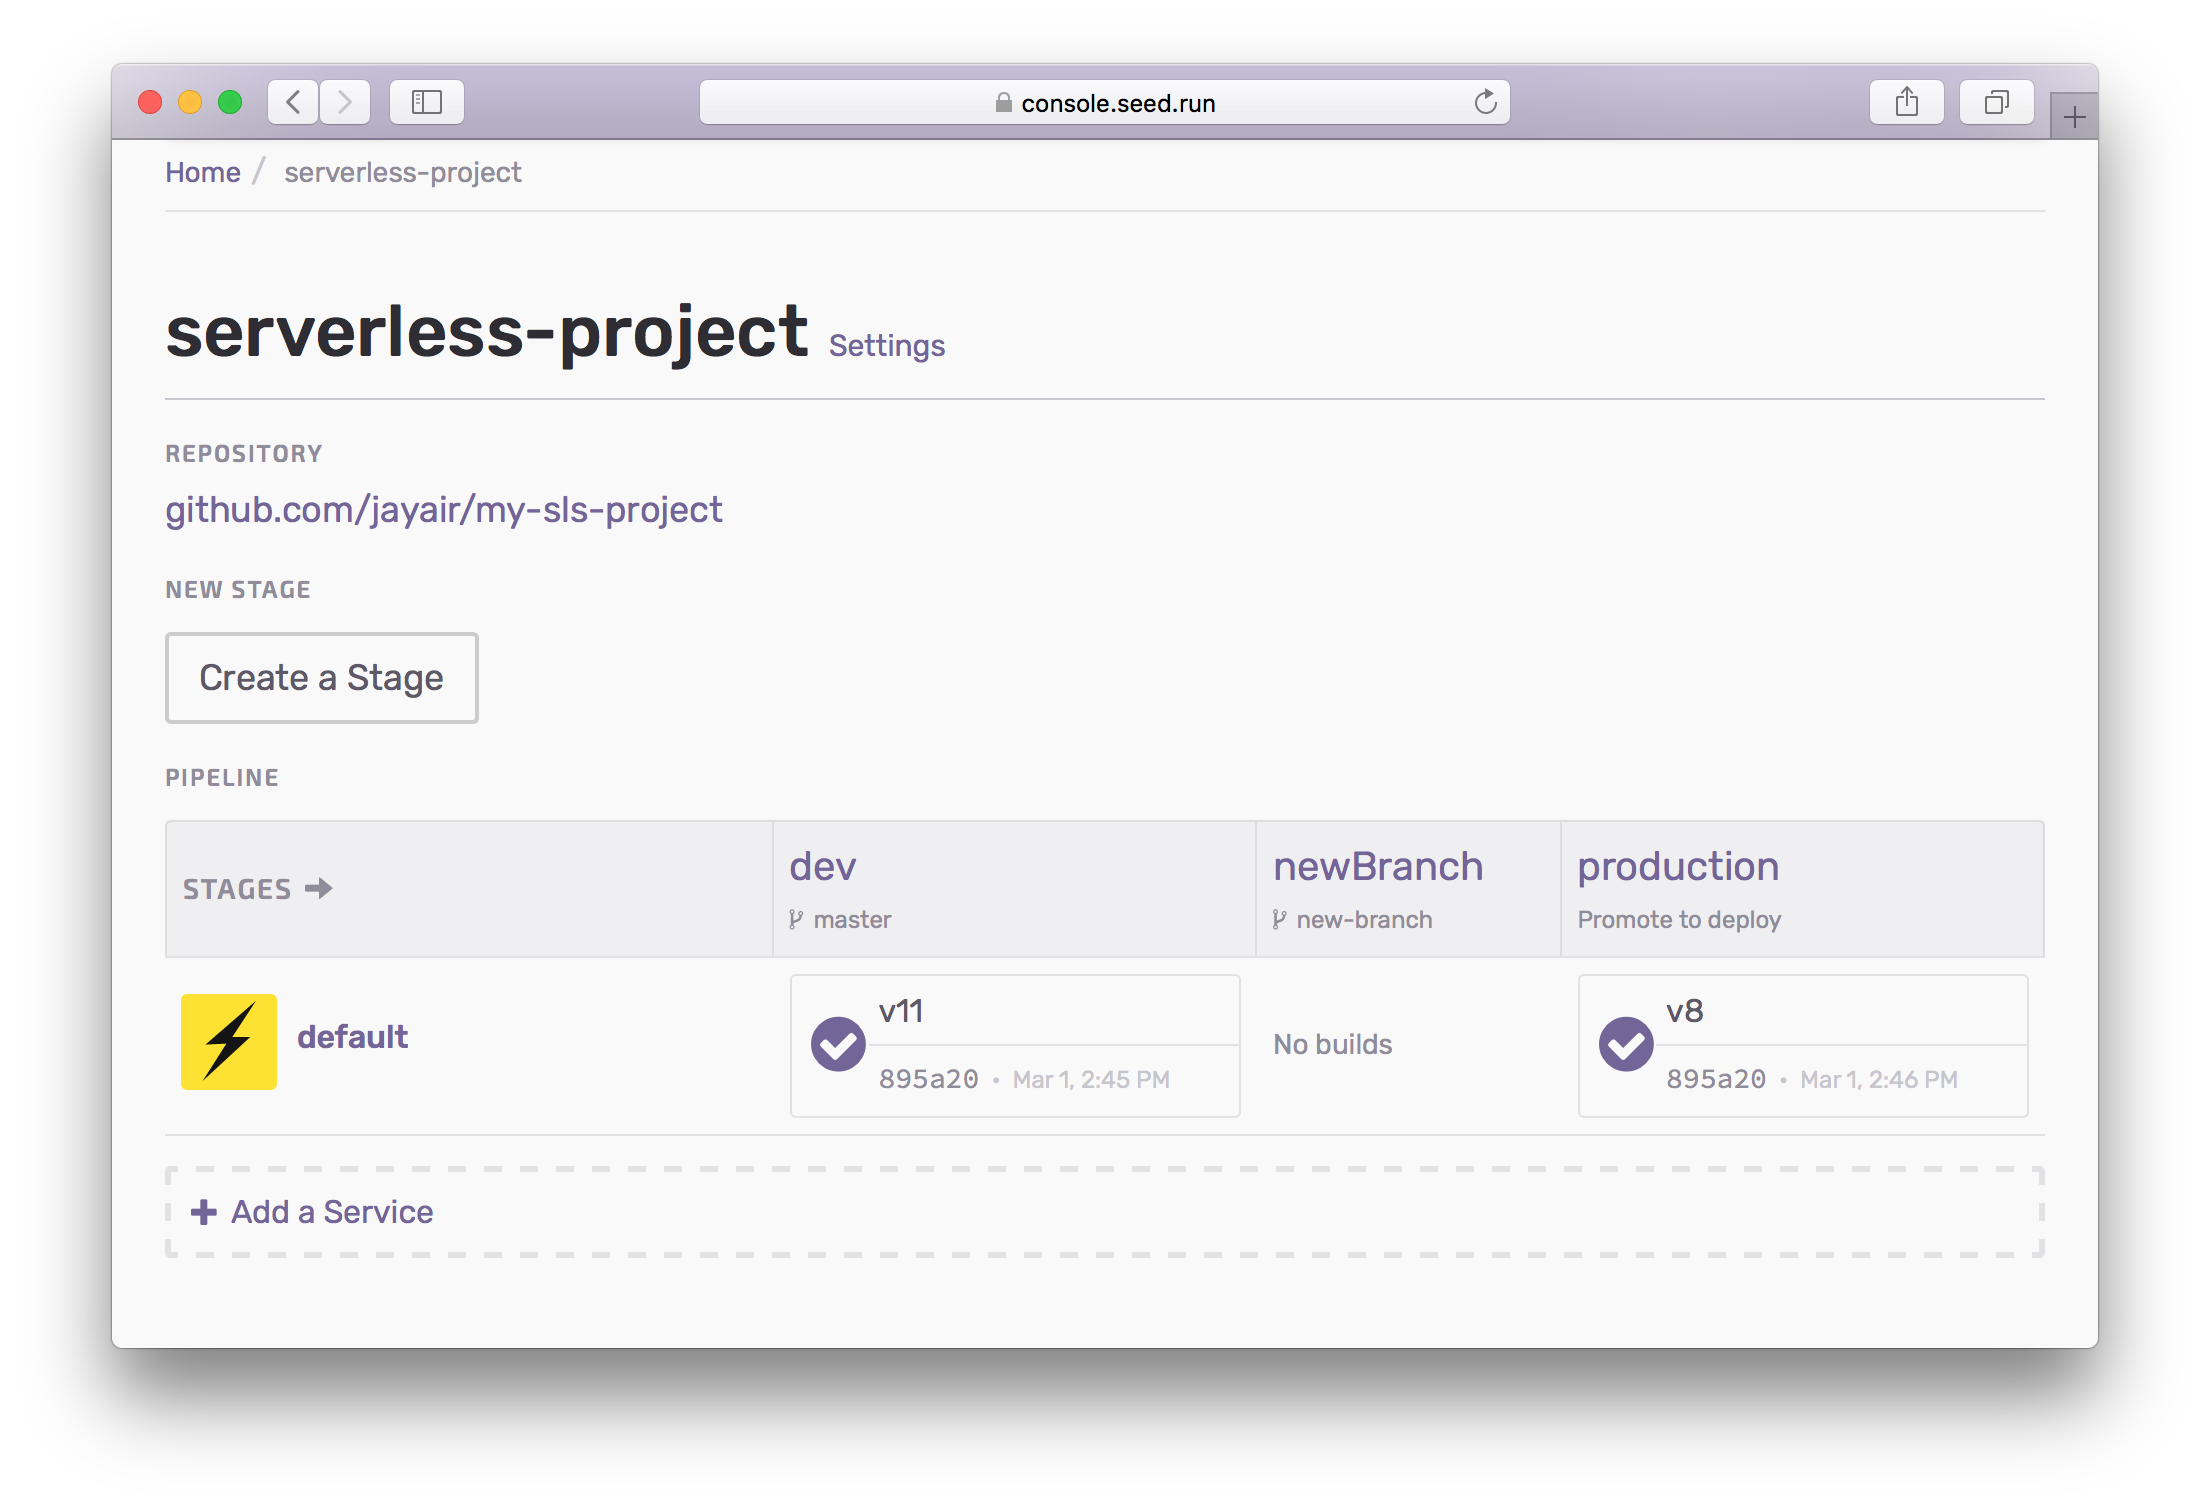 console.seed.run
Home / serverless-project
serverless-project Settings
REPOSITORY
github.com/jayair/my-sls-project
NEW STAGE
Create a Stage
PIPELINE
STAGES
dev
master
newBranch
new-branch
production
Promote to deploy
default
v11
895a20 • Mar 1, 2:45 PM
No builds
v8
895a20 • Mar 1, 2:46 PM
Add a Service